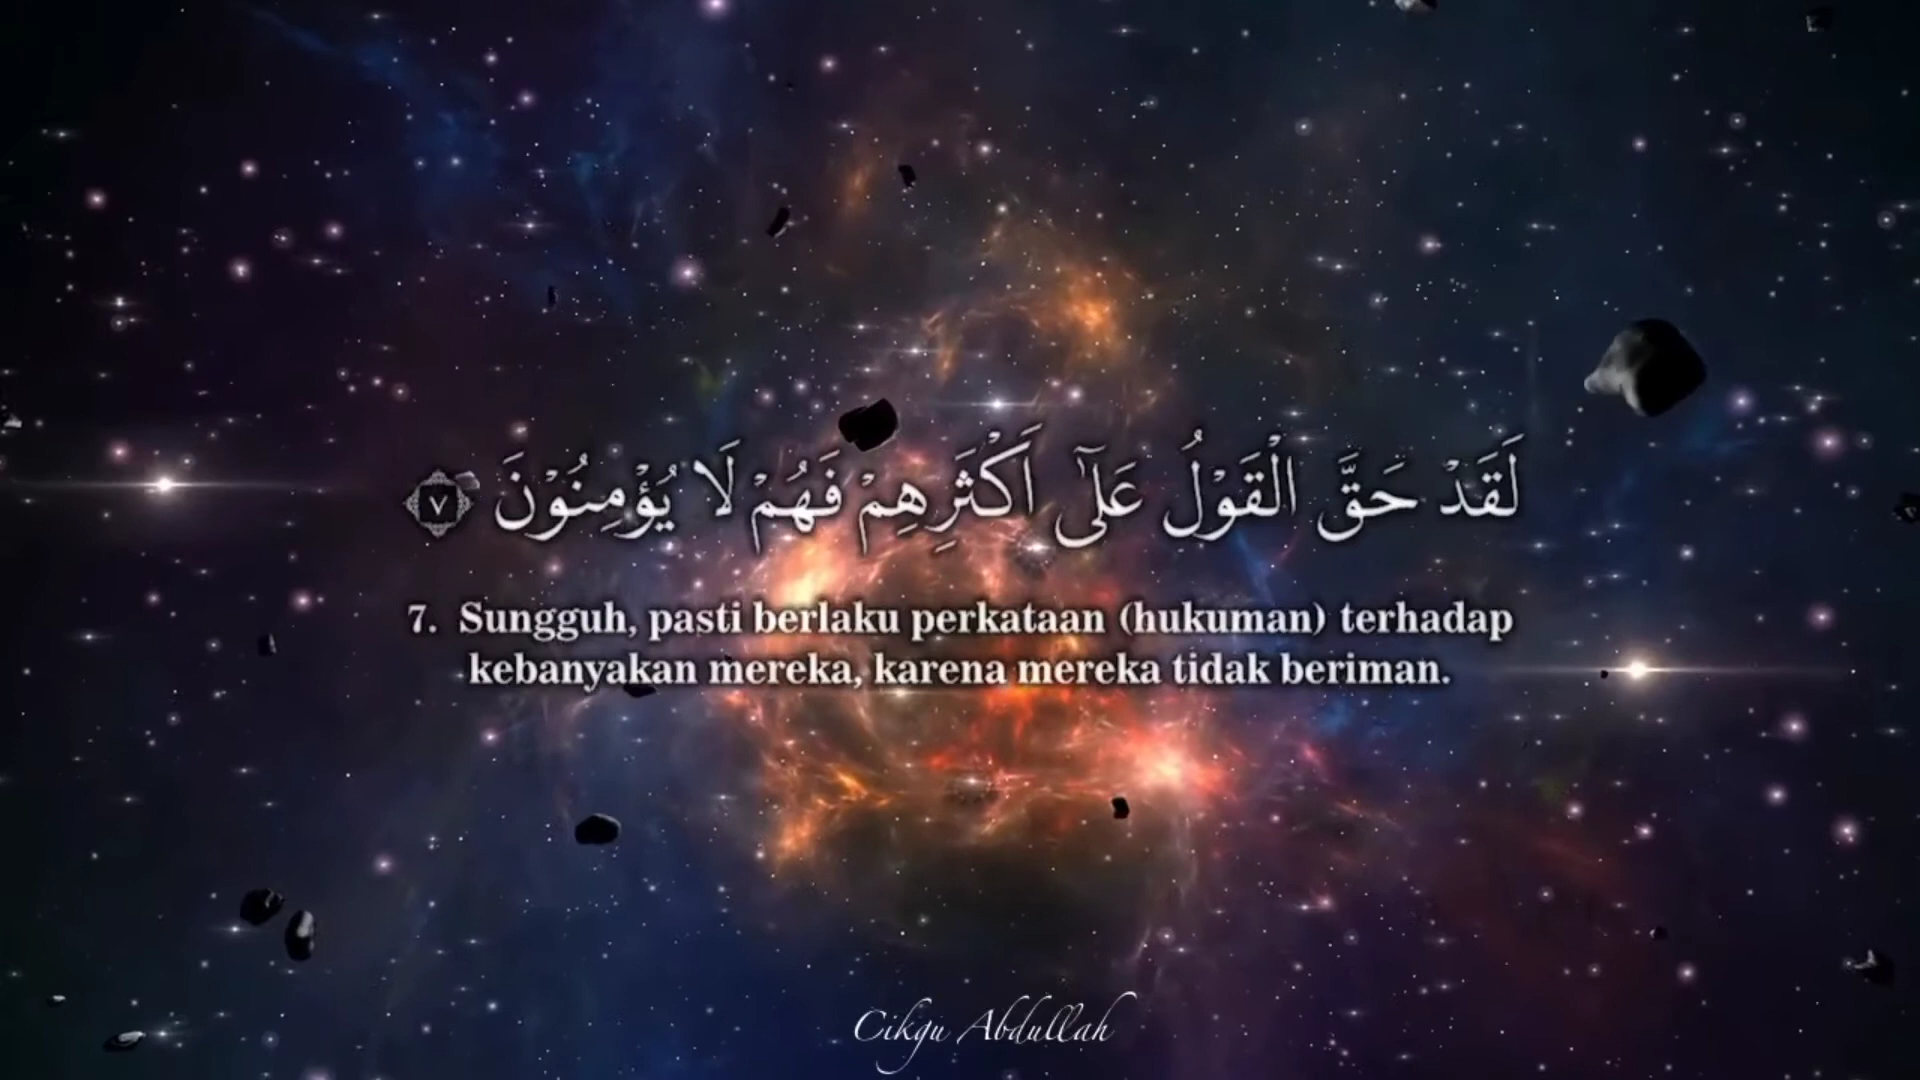 لَقَدْ حَقَّ الْقَوْلُ عَلٰٓى اَكْثَرِهِمْ فَهُمْ لَا يُؤْمِنُوْنَ ٧
7. Sungguh, pasti berlaku perkataan (hukuman) terhadap
kebanyakan mereka, karena mereka tidak beriman.
Cikgu Abdullah